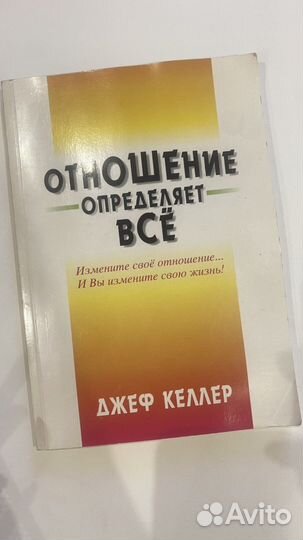 ОТНОШЕНИЕ
ОПРЕДЕЛЯЕТ
ВСЁ
Измените своё отношение...
И Вы измените свою жизнь!
ДЖЕФ КЕЛЛЕР
Avito